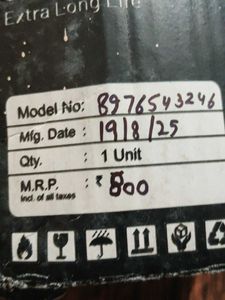 Extra Long Life
Model No: 8976543246
Mfg. Date : 19/8/25
Qty. : 1 Unit
M.R.P. : ₹ 800
Incl. of all taxes